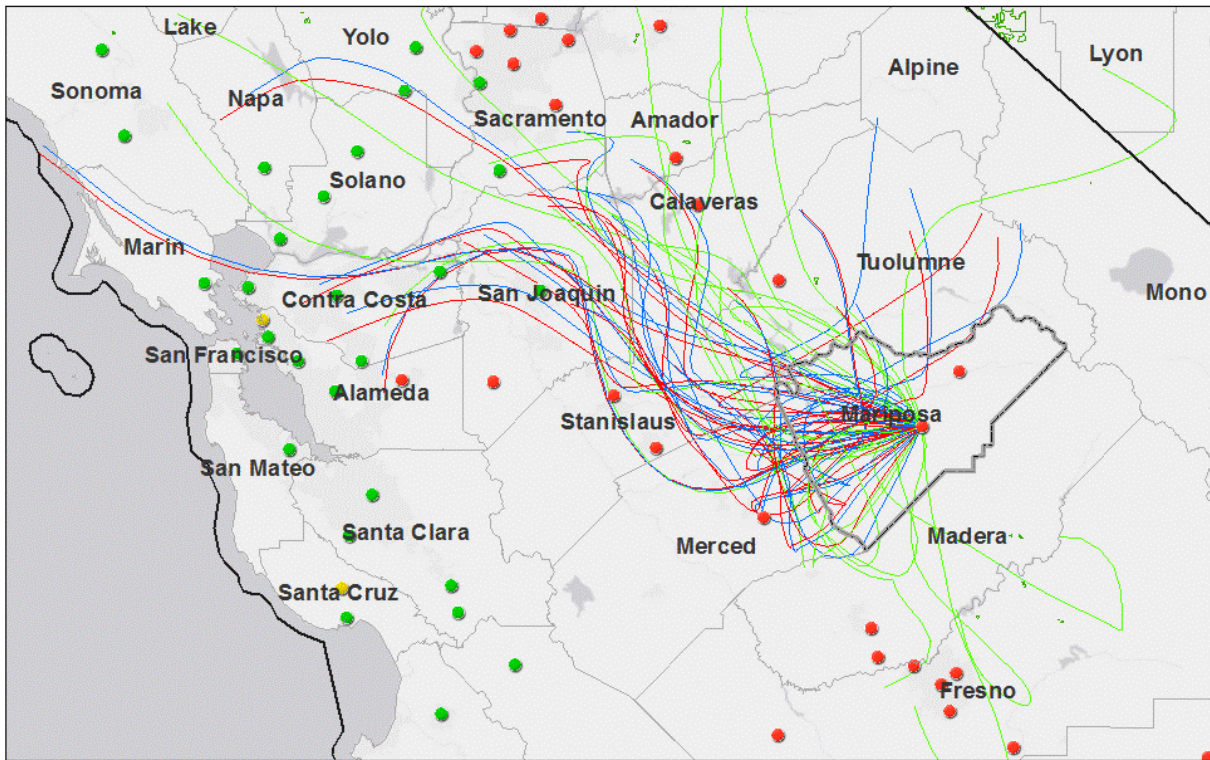 Lake
Yolo
Lyon
Alpine
Sonoma
Napa
Sacramento
Amador
Solano
Calaveras
Marin
Tuolumne
Contra Costa
San Joaquin
Mono
San Francisco
Alameda
Stanislaus
Mariposa
San Mateo
Santa Clara
Merced
Madera
Santa Cruz
Fresno